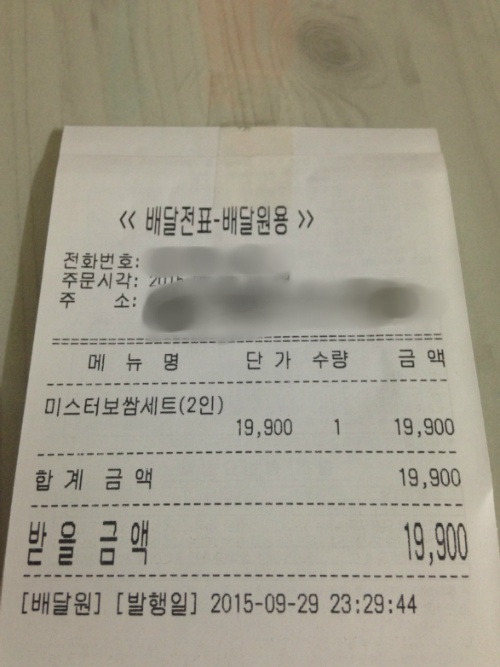 << 배달전표-배달원용 >>
전화번호:
주문시각: 2015
주 소:
메 뉴 명 단 가 수량 금 액
미스터보쌈세트(2인)
19,900 1 19,900
합 계 금 액 19,900
받 을 금 액 19,900
[배달원] [발행일] 2015-09-29 23:29:44